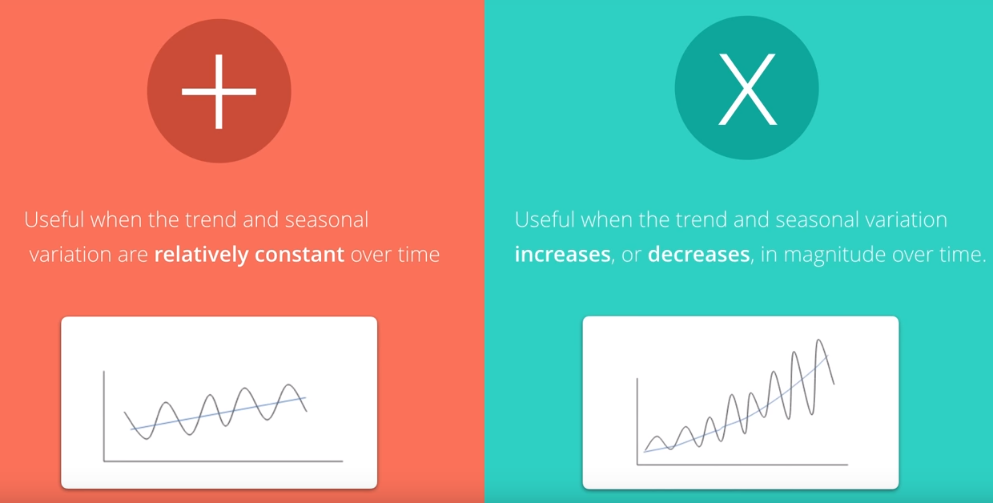 +
Useful when the trend and seasonal
variation are relatively constant over time
X
Useful when the trend and seasonal variation
increases, or decreases, in magnitude over time.